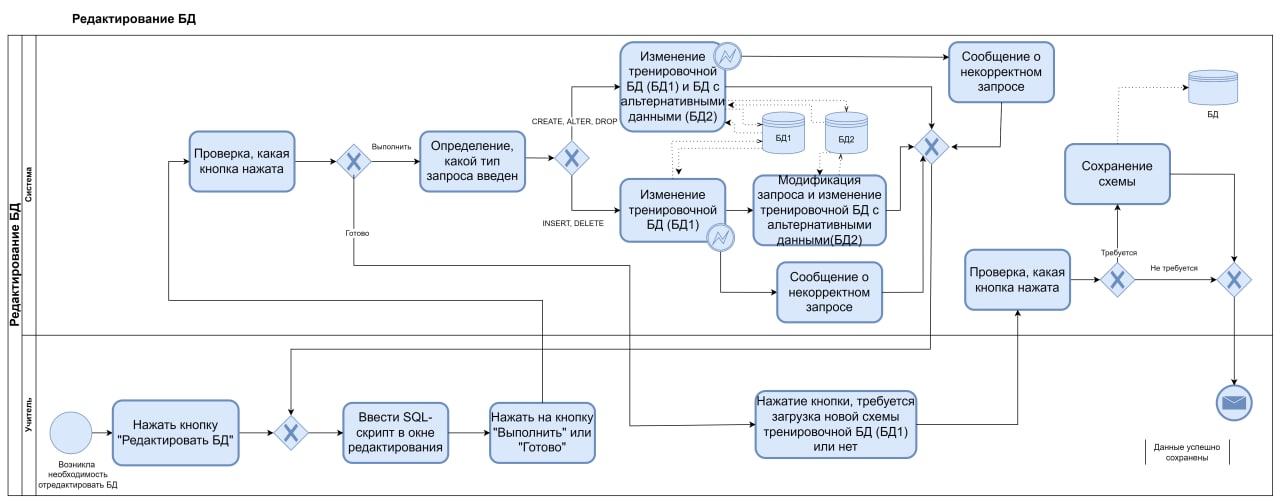 Редактирование БД
Редактирование БД
Система
Учитель
Проверка, какая
кнопка нажата
Выполнить
Готово
Определение,
какой тип
запроса введен
CREATE, ALTER, DROP
INSERT, DELETE
Изменение
тренировочной
БД (БД1) и БД с
альтернативными
данными (БД2)
БД1
БД2
Изменение
тренировочной
БД (БД1)
Модификация
запроса и изменение
тренировочной БД с
альтернативными
данными(БД2)
Сообщение о
некорректном
запросе
Сообщение о
некорректном
запросе
Проверка, какая
кнопка нажата
Требуется
Не требуется
Сохранение
схемы
БД
Возникла
необходимость
отредактировать БД
Нажать кнопку
"Редактировать БД"
Ввести SQL-
скрипт в окне
редактирования
Нажать на кнопку
"Выполнить" или
"Готово"
Нажатие кнопки, требуется
загрузка новой схемы
тренировочной БД (БД1)
или нет
Данные успешно
сохранены